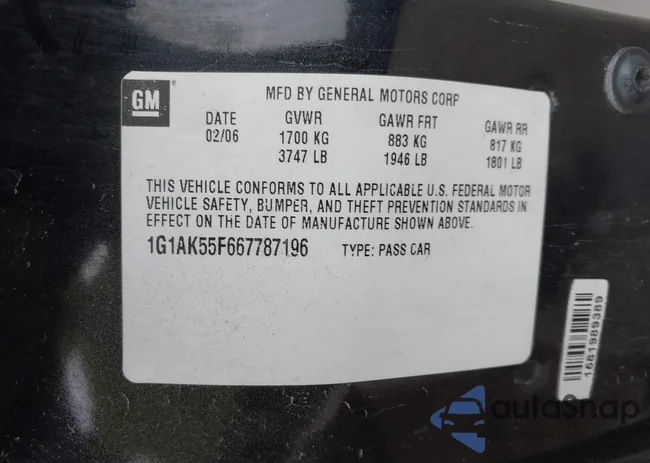 GM
MFD BY GENERAL MOTORS CORP
DATE GVWR GAWR FRT GAWR RR
02/06 1700 KG 883 KG 817 KG
3747 LB 1946 LB 1801 LB
THIS VEHICLE CONFORMS TO ALL APPLICABLE U.S. FEDERAL MOTOR
VEHICLE SAFETY, BUMPER, AND THEFT PREVENTION STANDARDS IN
EFFECT ON THE DATE OF MANUFACTURE SHOWN ABOVE.
1G1AK55F667787196 TYPE: PASS CAR
1681989389
autoSnap